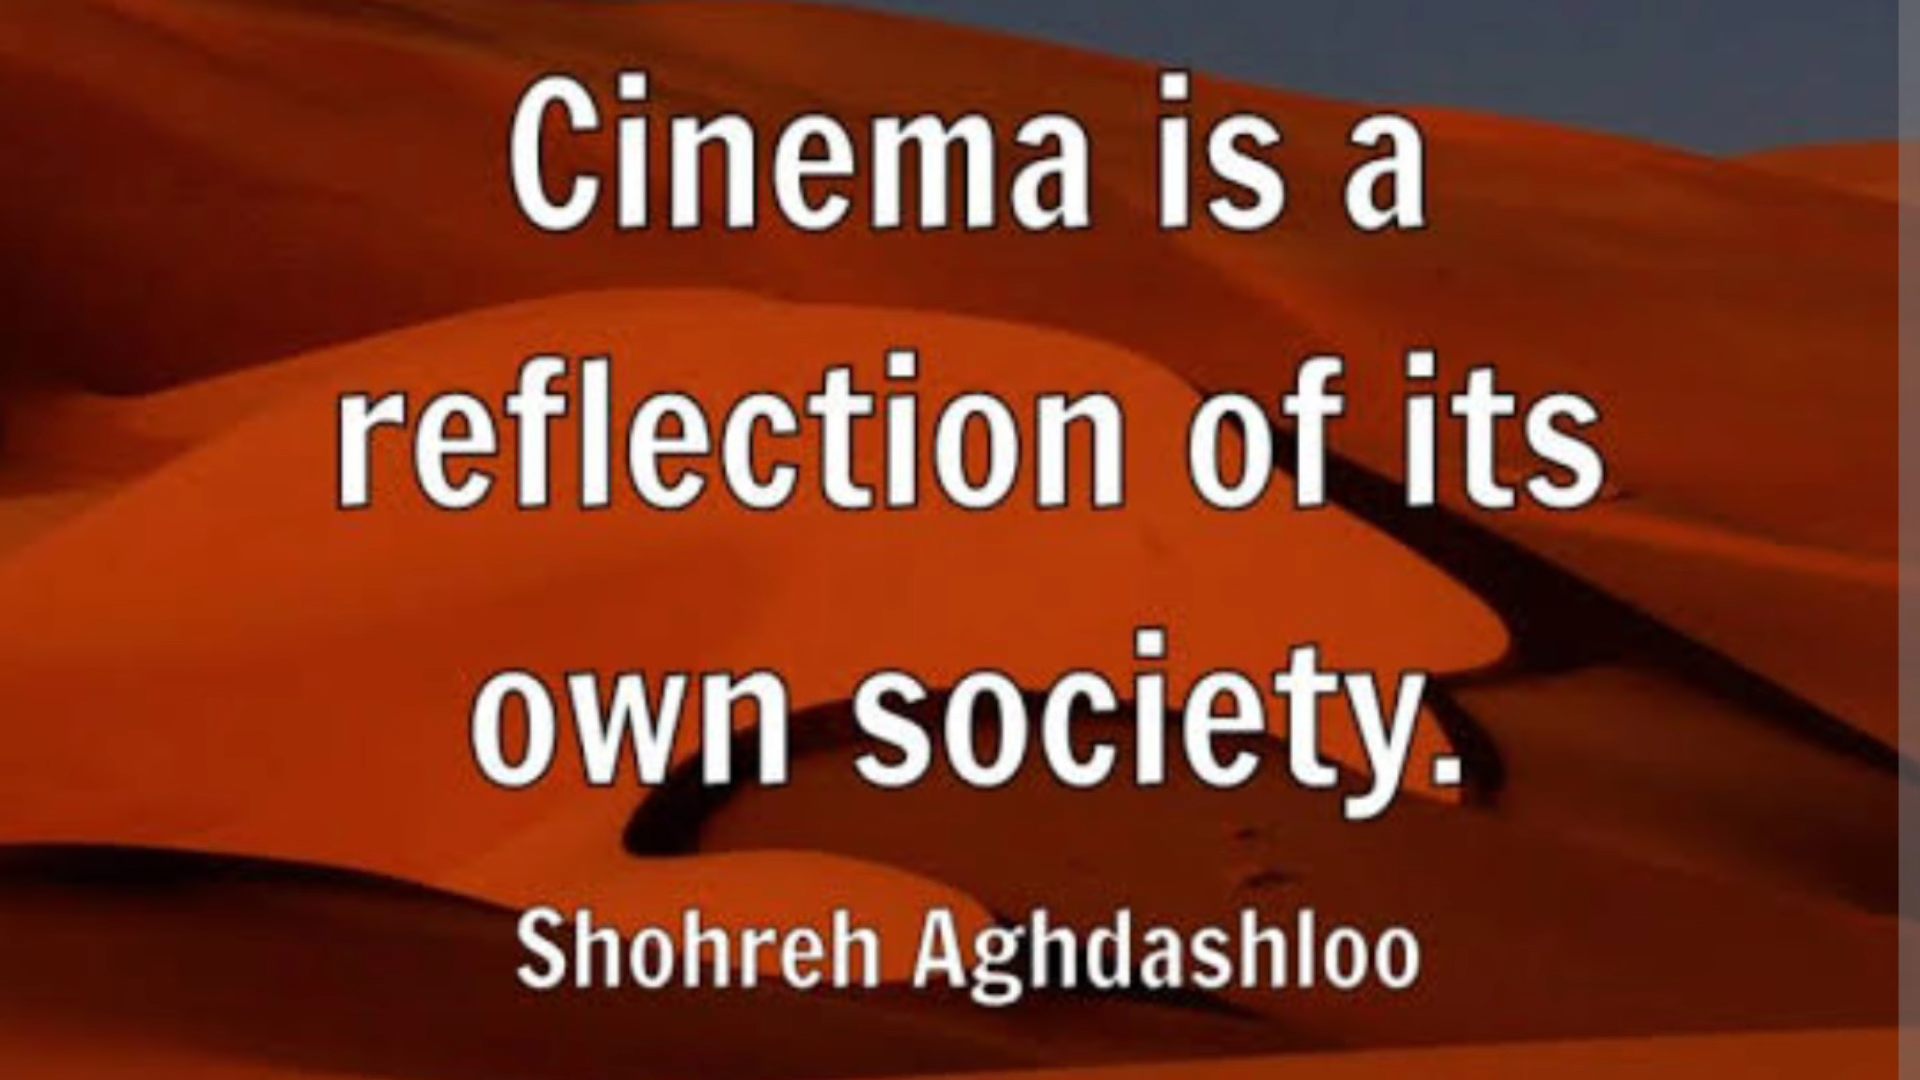 Cinema is a
reflection of its
own society.
Shohreh Aghdashloo